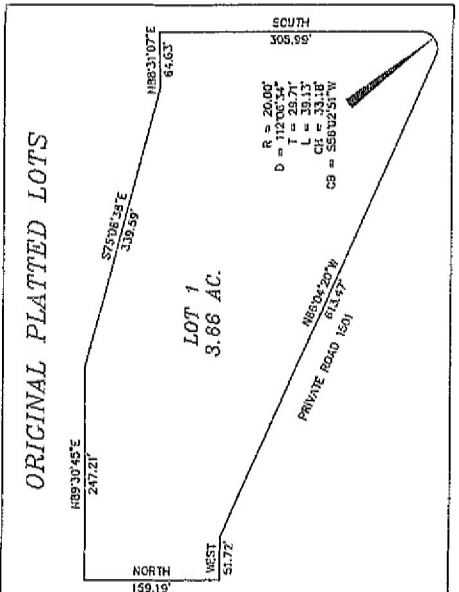 ORIGINAL PLATTED LOTS
N89°30'45"E
247.21'
S75°06'38"E
339.59'
N88°31'07"E
64.63'
SOUTH
305.99'
R = 20.00'
D = 112°06'34"
T = 29.71'
L = 39.13'
CH = 33.18'
CB = S56°02'51"W
LOT 1
3.66 AC.
N66°04'20"W
613.47'
PRIVATE ROAD 1501
WEST
51.72'
NORTH
159.19'